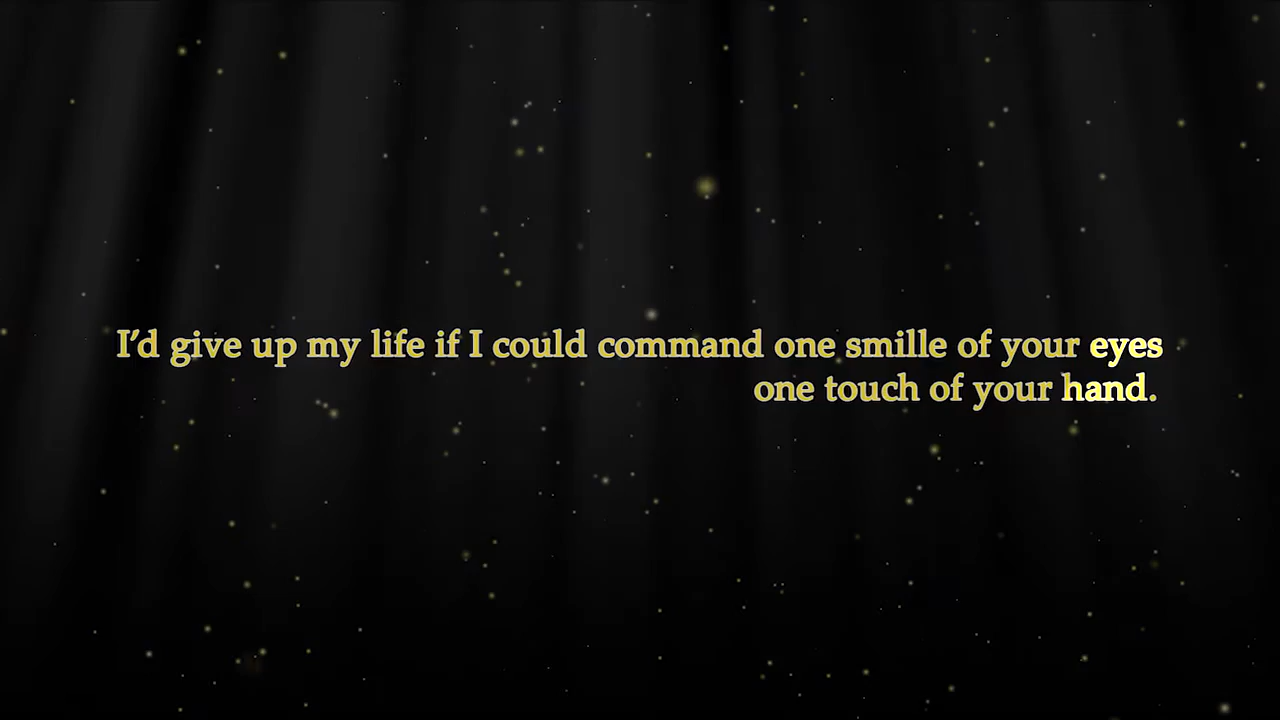 I’d give up my life if I could command one smille of your eyes
one touch of your hand.